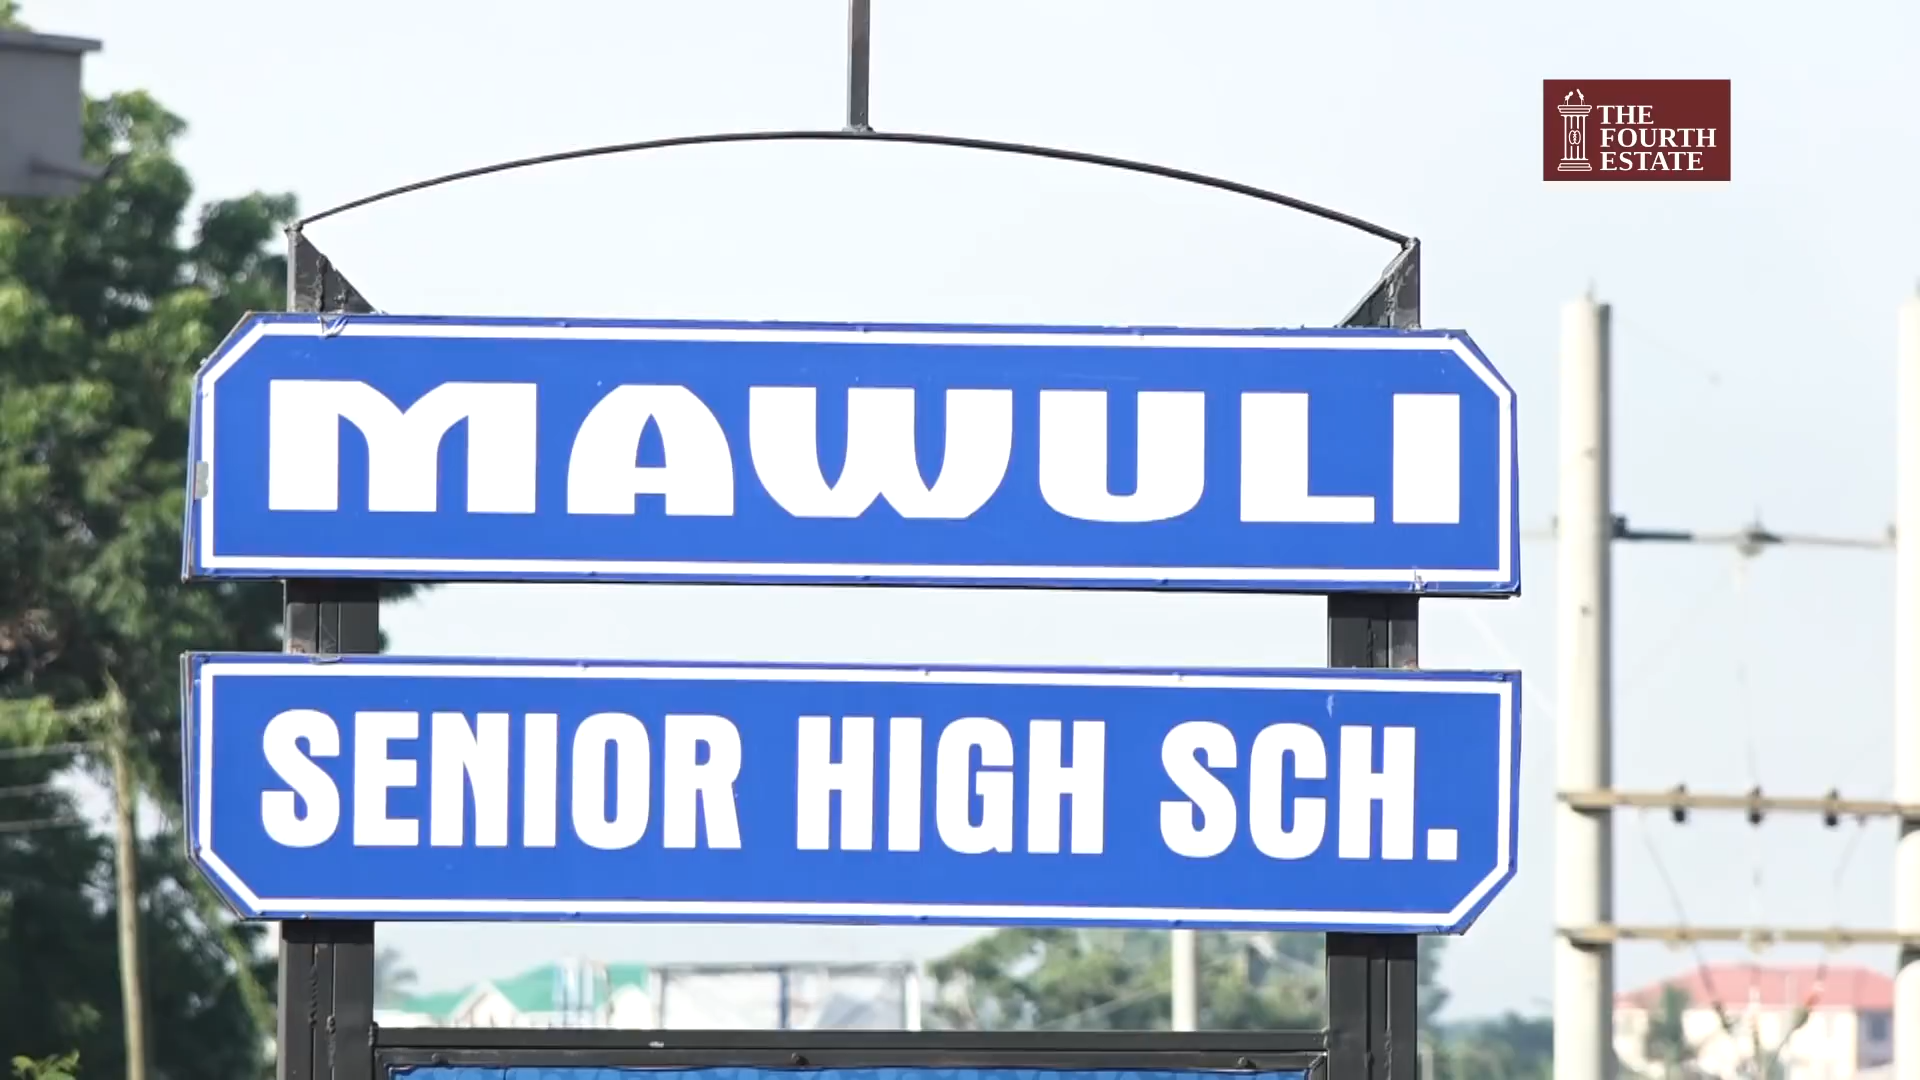 THE
FOURTH
ESTATE
MAWULI
SENIOR HIGH SCH.